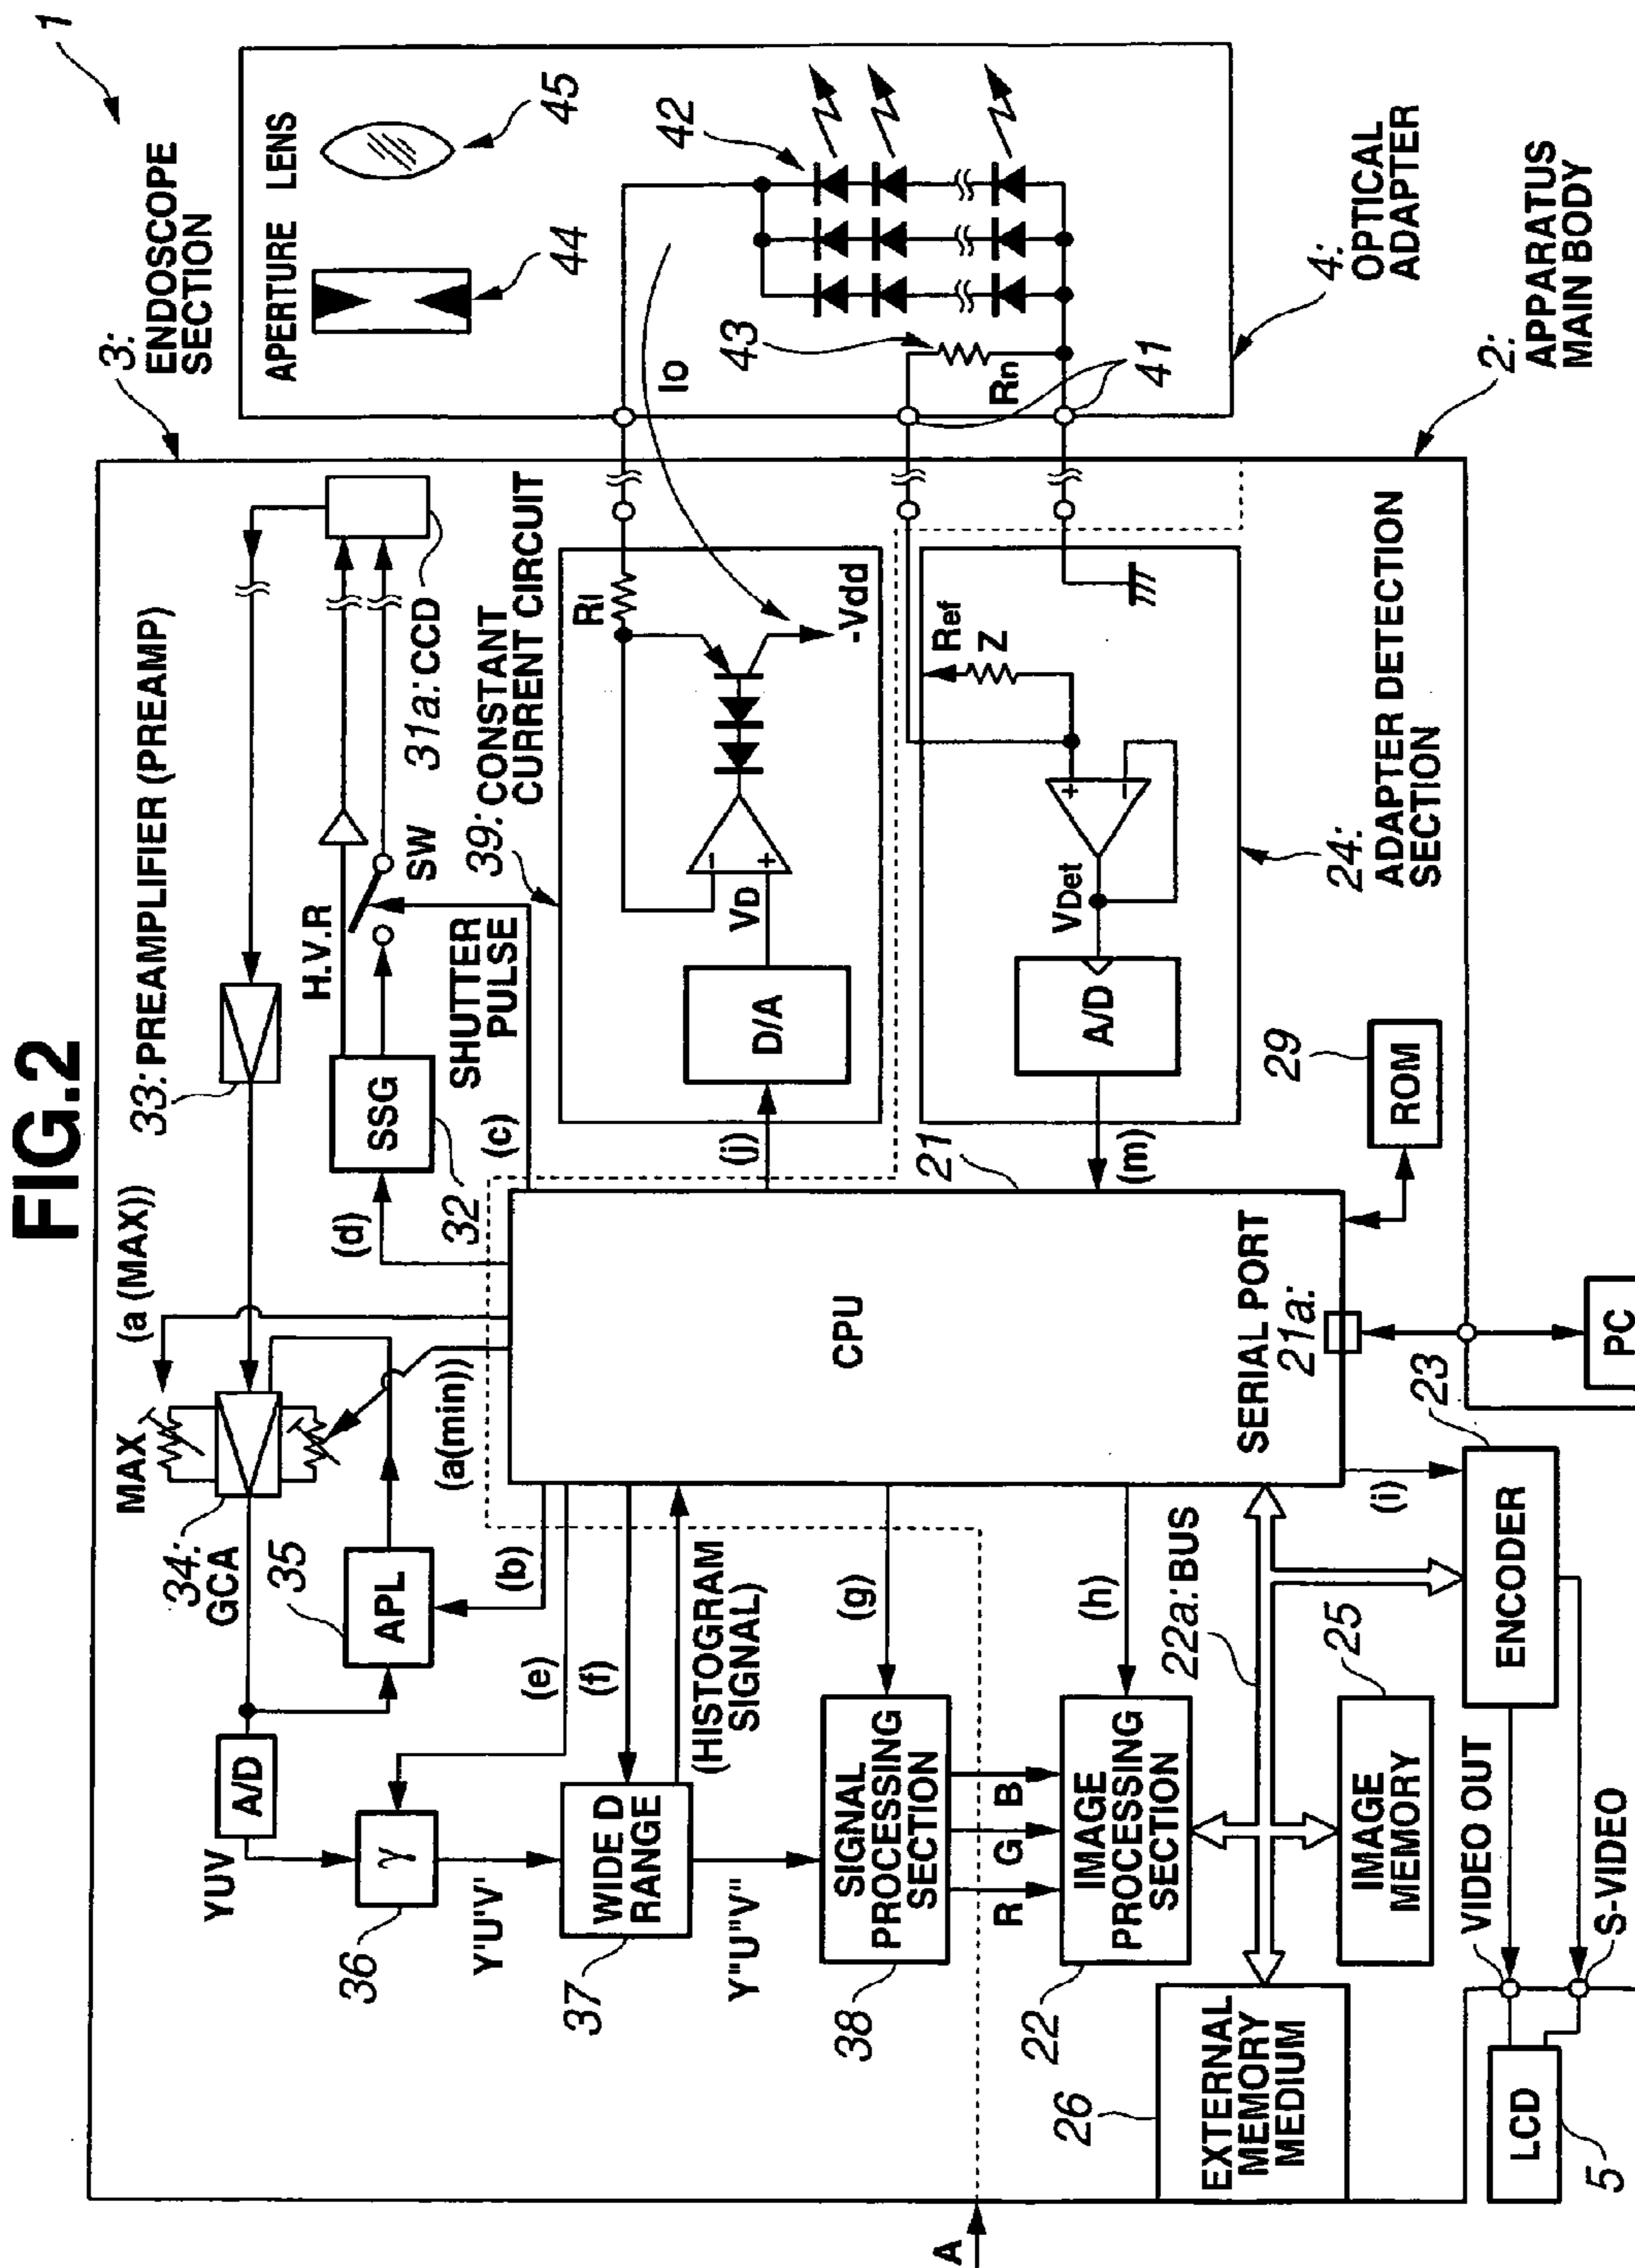 FIG.2
1
3:
ENDOSCOPE
SECTION
33: PREAMPLIFIER (PREAMP)
(a (MAX))
MAX
34:
GCA
35
APL
(a(min))
(b)
(d)
SSG
32
H.V.R
SW
SHUTTER
PULSE
(c)
31a: CCD
39: CONSTANT
CURRENT CIRCUIT
RI
D/A
VD
-
+
-Vdd
(j)
IO
APERTURE
LENS
44
45
42
43
Rn
41
4:
OPTICAL
ADAPTER
2:
APPARATUS
MAIN BODY
Ref
Z
+
-
VDet
A/D
(m)
24:
ADAPTER DETECTION
SECTION
21
CPU
SERIAL PORT
21a:
29
ROM
PC
A/D
YUV
γ
36
(e)
(f)
Y'U'V'
WIDE D
RANGE
37
(HISTOGRAM
SIGNAL)
Y"U"V"
(g)
SIGNAL
PROCESSING
SECTION
38
R
G
B
(h)
IMAGE
PROCESSING
SECTION
22
22a: BUS
(i)
23
ENCODER
25
IMAGE
MEMORY
26
EXTERNAL
MEMORY
MEDIUM
VIDEO OUT
S-VIDEO
LCD
5
A